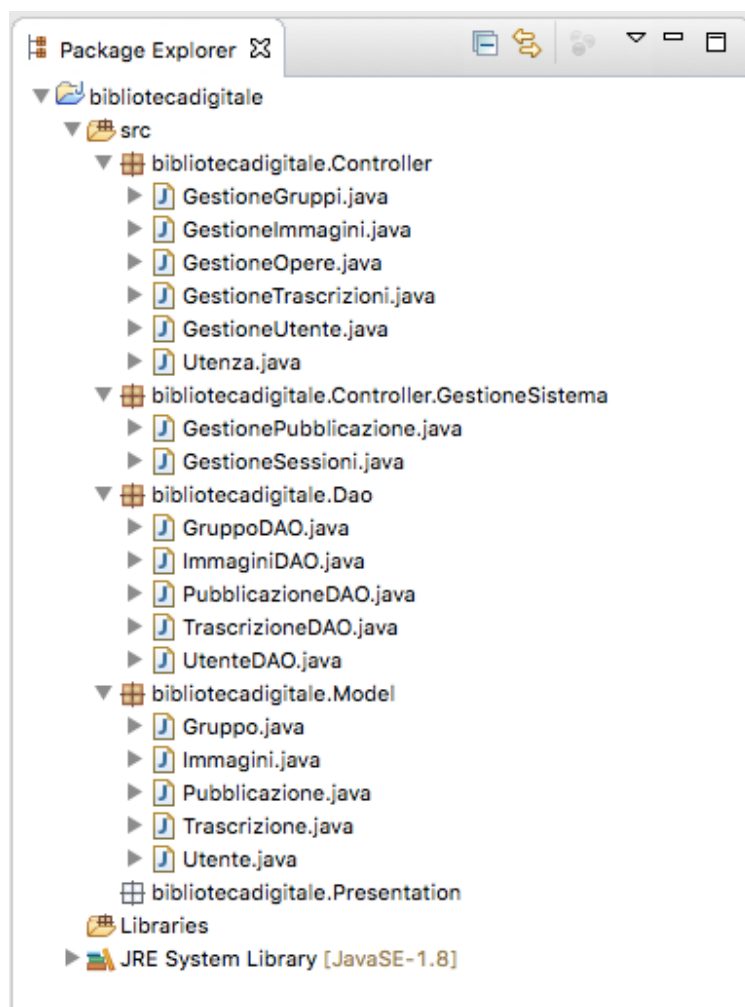 Package Explorer
bibliotecadigitale
src
bibliotecadigitale.Controller
GestioneGruppi.java
GestioneImmagini.java
GestioneOpere.java
GestioneTrascrizioni.java
GestioneUtente.java
Utenza.java
bibliotecadigitale.Controller.GestioneSistema
GestionePubblicazione.java
GestioneSessioni.java
bibliotecadigitale.Dao
GruppoDAO.java
ImmaginiDAO.java
PubblicazioneDAO.java
TrascrizioneDAO.java
UtenteDAO.java
bibliotecadigitale.Model
Gruppo.java
Immagini.java
Pubblicazione.java
Trascrizione.java
Utente.java
bibliotecadigitale.Presentation
Libraries
JRE System Library [JavaSE-1.8]